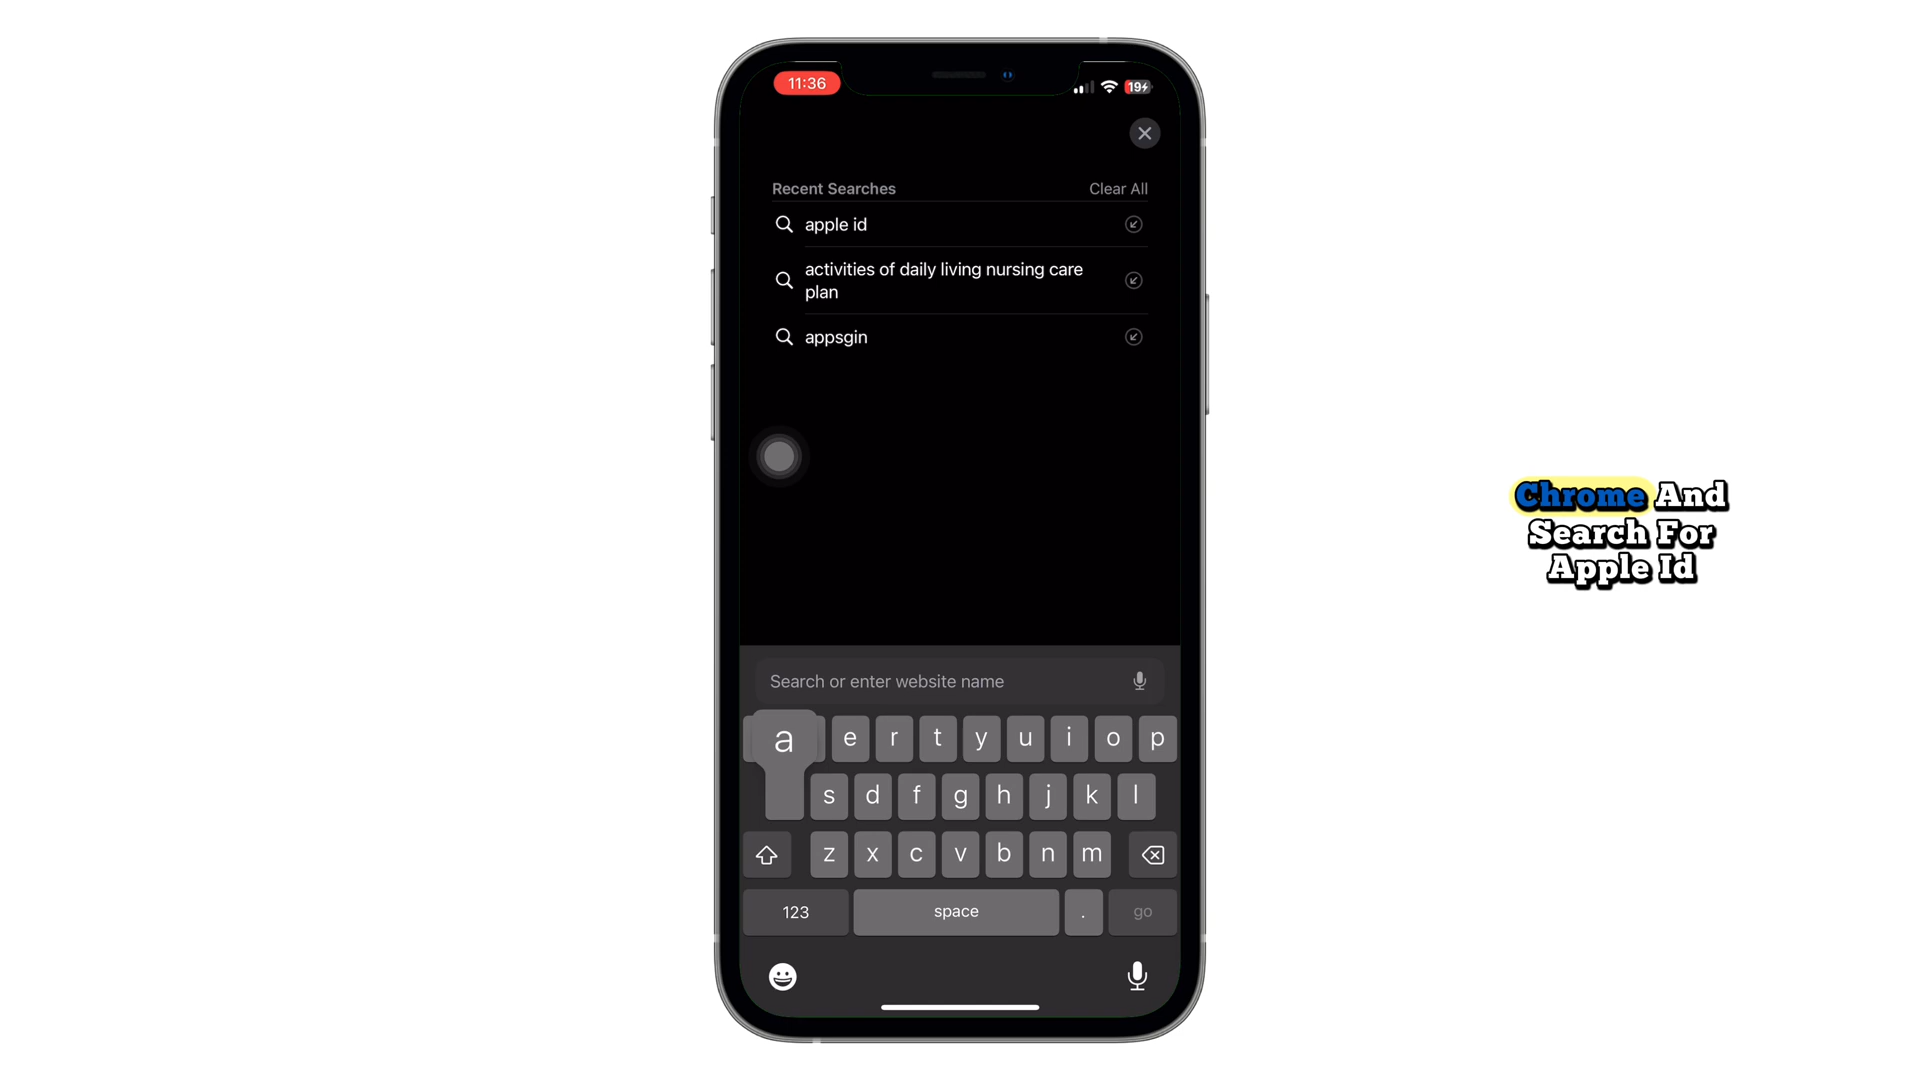 11:36
19
Recent Searches Clear All
apple id
activities of daily living nursing care
plan
appsgin
Chrome And
Search For
Apple Id
Search or enter website name
a e r t y u i o p
s d f g h j k l
z x c v b n m
123 space . go